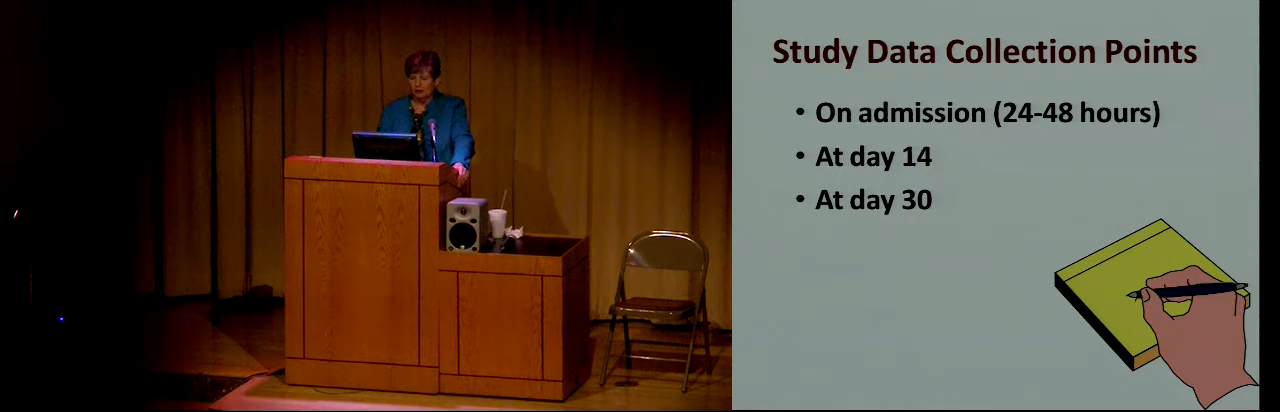 Study Data Collection Points
• On admission (24-48 hours)
• At day 14
• At day 30